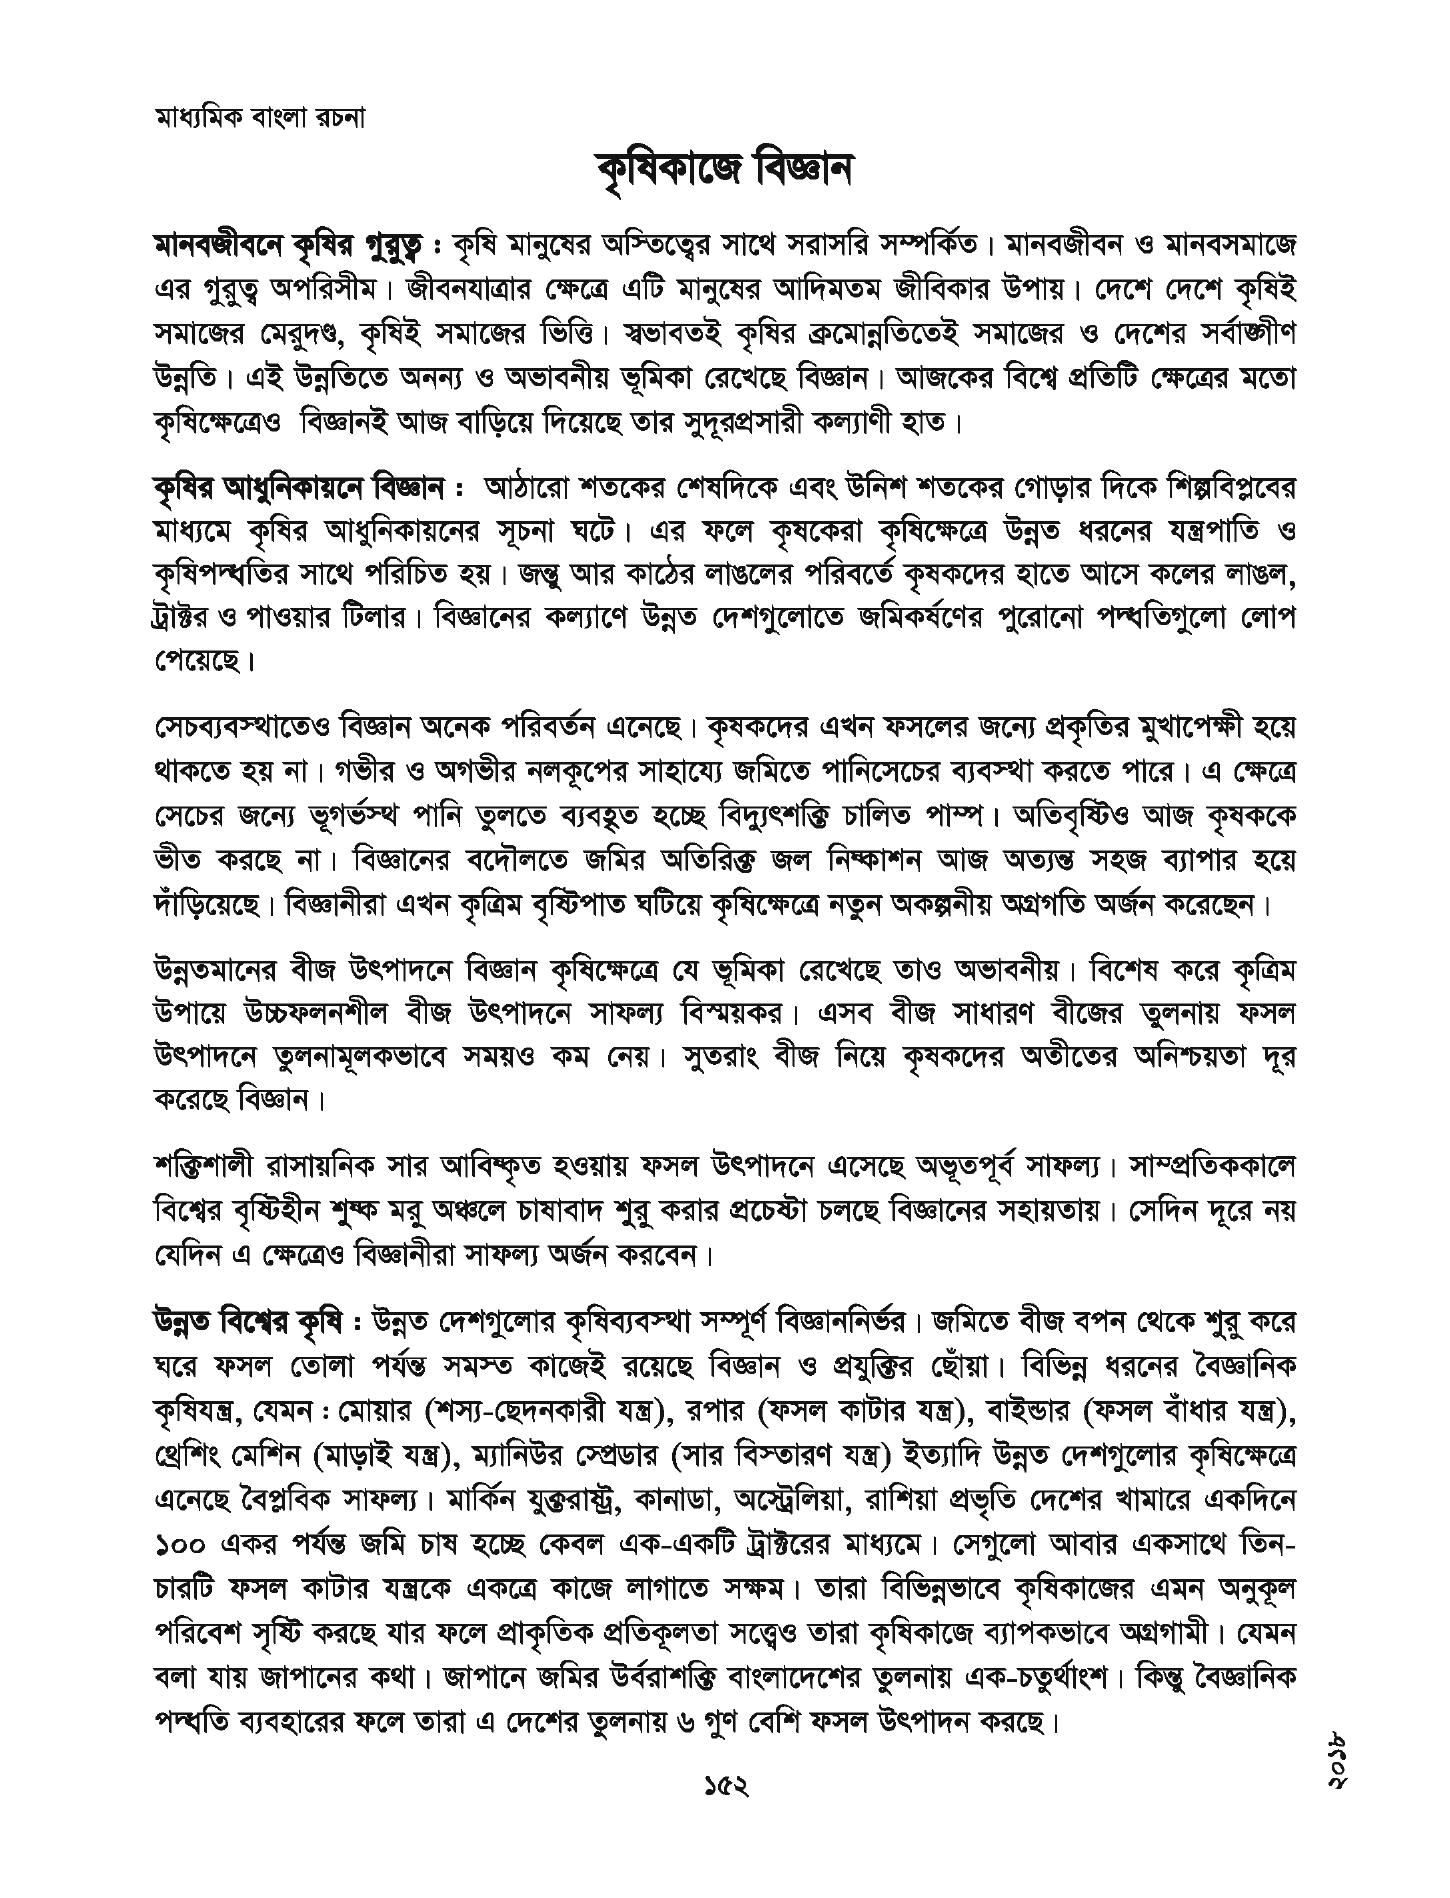 মাধ্যমিক বাংলা রচনা
কৃষিকাজে বিজ্ঞান
মানবজীবনে কৃষির গুরুত্ব : কৃষি মানুষের অস্তিত্বের সাথে সরাসরি সম্পর্কিত। মানবজীবন ও মানবসমাজে
এর গুরুত্ব অপরিসীম। জীবনযাত্রার ক্ষেত্রে এটি মানুষের আদিমতম জীবিকার উপায়। দেশে দেশে কৃষিই
সমাজের মেরুদণ্ড, কৃষিই সমাজের ভিত্তি। স্বভাবতই কৃষির ক্রমোন্নতিতেই সমাজের ও দেশের সর্বাঙ্গীণ
উন্নতি। এই উন্নতিতে অনন্য ও অভাবনীয় ভূমিকা রেখেছে বিজ্ঞান। আজকের বিশ্বে প্রতিটি ক্ষেত্রের মতো
কৃষিক্ষেত্রেও বিজ্ঞানই আজ বাড়িয়ে দিয়েছে তার সুদূরপ্রসারী কল্যাণী হাত।
কৃষির আধুনিকায়নে বিজ্ঞান : আঠারো শতকের শেষদিকে এবং উনিশ শতকের গোড়ার দিকে শিল্পবিপ্লবের
মাধ্যমে কৃষির আধুনিকায়নের সূচনা ঘটে। এর ফলে কৃষকেরা কৃষিক্ষেত্রে উন্নত ধরনের যন্ত্রপাতি ও
কৃষিপদ্ধতির সাথে পরিচিত হয়। জন্তু আর কাঠের লাঙলের পরিবর্তে কৃষকদের হাতে আসে কলের লাঙল,
ট্রাক্টর ও পাওয়ার টিলার। বিজ্ঞানের কল্যাণে উন্নত দেশগুলোতে জমিকর্ষণের পুরোনো পদ্ধতিগুলো লোপ
পেয়েছে।
সেচব্যবস্থাতেও বিজ্ঞান অনেক পরিবর্তন এনেছে। কৃষকদের এখন ফসলের জন্যে প্রকৃতির মুখাপেক্ষী হয়ে
থাকতে হয় না। গভীর ও অগভীর নলকূপের সাহায্যে জমিতে পানিসেচের ব্যবস্থা করতে পারে। এ ক্ষেত্রে
সেচের জন্যে ভূগর্ভস্থ পানি তুলতে ব্যবহৃত হচ্ছে বিদ্যুৎশক্তি চালিত পাম্প। অতিবৃষ্টিও আজ কৃষককে
ভীত করছে না। বিজ্ঞানের বদৌলতে জমির অতিরিক্ত জল নিষ্কাশন আজ অত্যন্ত সহজ ব্যাপার হয়ে
দাঁড়িয়েছে। বিজ্ঞানীরা এখন কৃত্রিম বৃষ্টিপাত ঘটিয়ে কৃষিক্ষেত্রে নতুন অকল্পনীয় অগ্রগতি অর্জন করেছেন।
উন্নতমানের বীজ উৎপাদনে বিজ্ঞান কৃষিক্ষেত্রে যে ভূমিকা রেখেছে তাও অভাবনীয়। বিশেষ করে কৃত্রিম
উপায়ে উচ্চফলনশীল বীজ উৎপাদনে সাফল্য বিস্ময়কর। এসব বীজ সাধারণ বীজের তুলনায় ফসল
উৎপাদনে তুলনামূলকভাবে সময়ও কম নেয়। সুতরাং বীজ নিয়ে কৃষকদের অতীতের অনিশ্চয়তা দূর
করেছে বিজ্ঞান।
শক্তিশালী রাসায়নিক সার আবিষ্কৃত হওয়ায় ফসল উৎপাদনে এসেছে অভূতপূর্ব সাফল্য। সাম্প্রতিককালে
বিশ্বের বৃষ্টিহীন শুষ্ক মরু অঞ্চলে চাষাবাদ শুরু করার প্রচেষ্টা চলছে বিজ্ঞানের সহায়তায়। সেদিন দূরে নয়
যেদিন এ ক্ষেত্রেও বিজ্ঞানীরা সাফল্য অর্জন করবেন।
উন্নত বিশ্বের কৃষি : উন্নত দেশগুলোর কৃষিব্যবস্থা সম্পূর্ণ বিজ্ঞাননির্ভর। জমিতে বীজ বপন থেকে শুরু করে
ঘরে ফসল তোলা পর্যন্ত সমস্ত কাজেই রয়েছে বিজ্ঞান ও প্রযুক্তির ছোঁয়া। বিভিন্ন ধরনের বৈজ্ঞানিক
কৃষিযন্ত্র, যেমন : মোয়ার (শস্য-ছেদনকারী যন্ত্র), রপার (ফসল কাটার যন্ত্র), বাইন্ডার (ফসল বাঁধার যন্ত্র),
থ্রেশিং মেশিন (মাড়াই যন্ত্র), ম্যানিউর স্প্রেডার (সার বিস্তারণ যন্ত্র) ইত্যাদি উন্নত দেশগুলোর কৃষিক্ষেত্রে
এনেছে বৈপ্লবিক সাফল্য। মার্কিন যুক্তরাষ্ট্র, কানাডা, অস্ট্রেলিয়া, রাশিয়া প্রভৃতি দেশের খামারে একদিনে
১০০ একর পর্যন্ত জমি চাষ হচ্ছে কেবল এক-একটি ট্রাক্টরের মাধ্যমে। সেগুলো আবার একসাথে তিন-
চারটি ফসল কাটার যন্ত্রকে একত্রে কাজে লাগাতে সক্ষম। তারা বিভিন্নভাবে কৃষিকাজের এমন অনুকূল
পরিবেশ সৃষ্টি করছে যার ফলে প্রাকৃতিক প্রতিকূলতা সত্ত্বেও তারা কৃষিকাজে ব্যাপকভাবে অগ্রগামী। যেমন
বলা যায় জাপানের কথা। জাপানে জমির উর্বরাশক্তি বাংলাদেশের তুলনায় এক-চতুর্থাংশ। কিন্তু বৈজ্ঞানিক
পদ্ধতি ব্যবহারের ফলে তারা এ দেশের তুলনায় ৬ গুণ বেশি ফসল উৎপাদন করছে।
১৫২
২০১৮